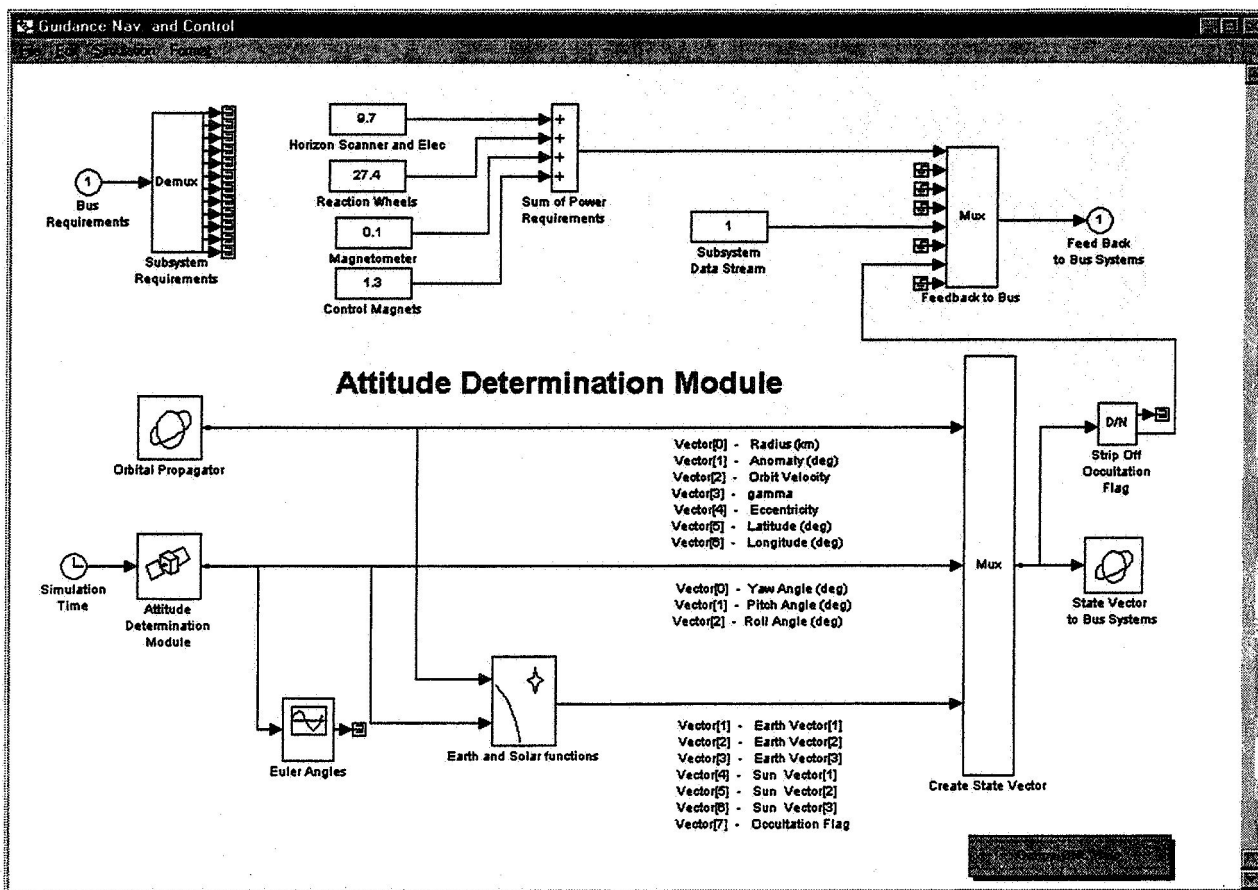 Guidance Nav. and Control
File Edit Simulation Format
1
Bus
Requirements
Demux
Subsystem
Requirements
9.7
Horizon Scanner and Elec
27.4
Reaction Wheels
0.1
Magnetometer
1.3
Control Magnets
+
+
+
+
Sum of Power
Requirements
1
Subsystem
Data Stream
Mux
Feedback to Bus
1
Feed Back
to Bus Systems
Attitude Determination Module
Orbital Propagator
Vector[0] - Radius (km)
Vector[1] - Anomaly (deg)
Vector[2] - Orbit Velocity
Vector[3] - gamma
Vector[4] - Eccentricity
Vector[5] - Latitude (deg)
Vector[6] - Longitude (deg)
D/N
Strip Off
Occultation
Flag
Simulation
Time
Attitude
Determination
Module
Vector[0] - Yaw Angle (deg)
Vector[1] - Pitch Angle (deg)
Vector[2] - Roll Angle (deg)
Mux
State Vector
to Bus Systems
Euler Angles
Earth and Solar functions
Vector[1] - Earth Vector[1]
Vector[2] - Earth Vector[2]
Vector[3] - Earth Vector[3]
Vector[4] - Sun Vector[1]
Vector[5] - Sun Vector[2]
Vector[6] - Sun Vector[3]
Vector[7] - Occultation Flag
Create State Vector